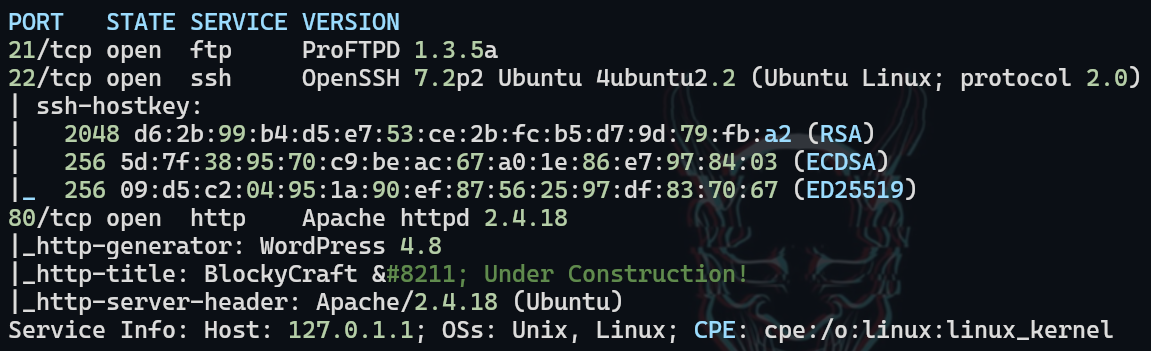 PORT   STATE SERVICE VERSION
21/tcp open  ftp     ProFTPD 1.3.5a
22/tcp open  ssh     OpenSSH 7.2p2 Ubuntu 4ubuntu2.2 (Ubuntu Linux; protocol 2.0)
| ssh-hostkey:
|   2048 d6:2b:99:b4:d5:e7:53:ce:2b:fc:b5:d7:9d:79:fb:a2 (RSA)
|   256 5d:7f:38:95:70:c9:be:ac:67:a0:1e:86:e7:97:84:03 (ECDSA)
|_  256 09:d5:c2:04:95:1a:90:ef:87:56:25:97:df:83:70:67 (ED25519)
80/tcp open  http    Apache httpd 2.4.18
|_http-generator: WordPress 4.8
|_http-title: BlockyCraft &#8211; Under Construction!
|_http-server-header: Apache/2.4.18 (Ubuntu)
Service Info: Host: 127.0.1.1; OSs: Unix, Linux; CPE: cpe:/o:linux:linux_kernel